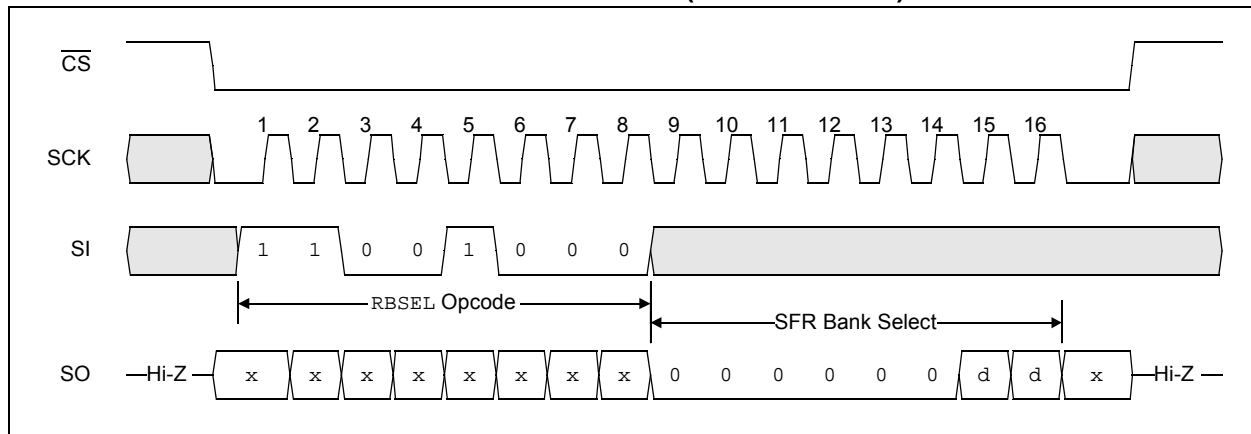 CS
1 2 3 4 5 6 7 8 9 10 11 12 13 14 15 16
SCK
SI 1 1 0 0 1 0 0 0
RBSEL Opcode
SFR Bank Select
SO Hi-Z x x x x x x x x 0 0 0 0 0 0 d d x Hi-Z